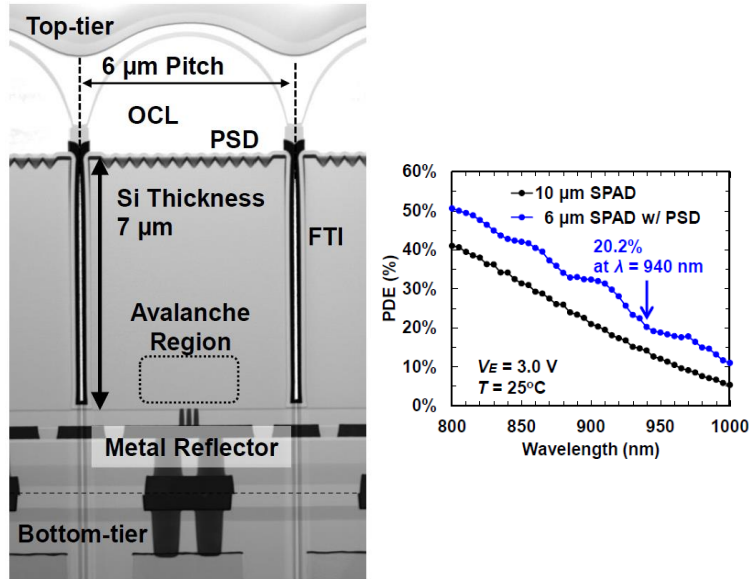 Top-tier
6 µm Pitch
OCL
PSD
Si Thickness
7 µm
FTI
Avalanche
Region
Metal Reflector
Bottom-tier
60%
50%
40%
30%
20%
10%
0%
PDE (%)
10 µm SPAD
6 µm SPAD w/ PSD
20.2%
at λ = 940 nm
VE = 3.0 V
T = 25°C
800 850 900 950 1000
Wavelength (nm)